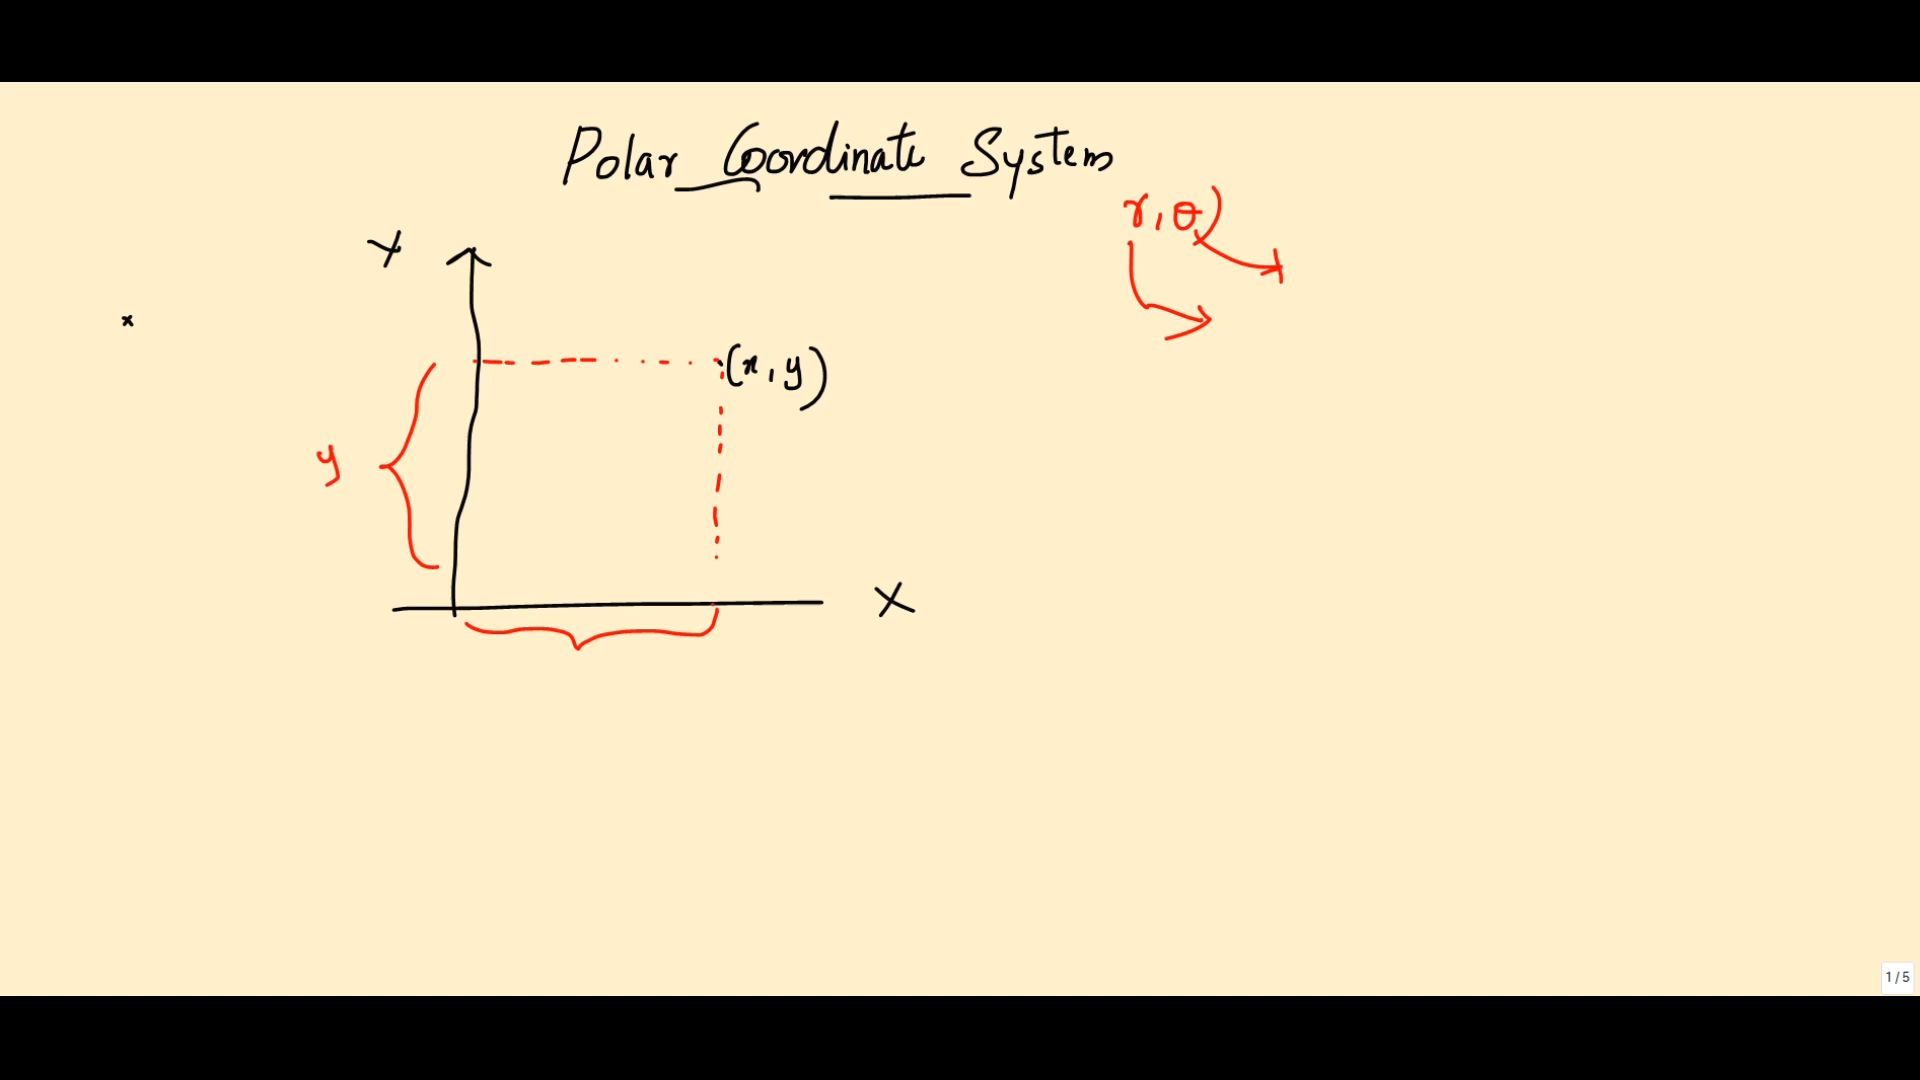 Polar Coordinate System
r, θ)
Y
x
(x, y)
y
X
1/5